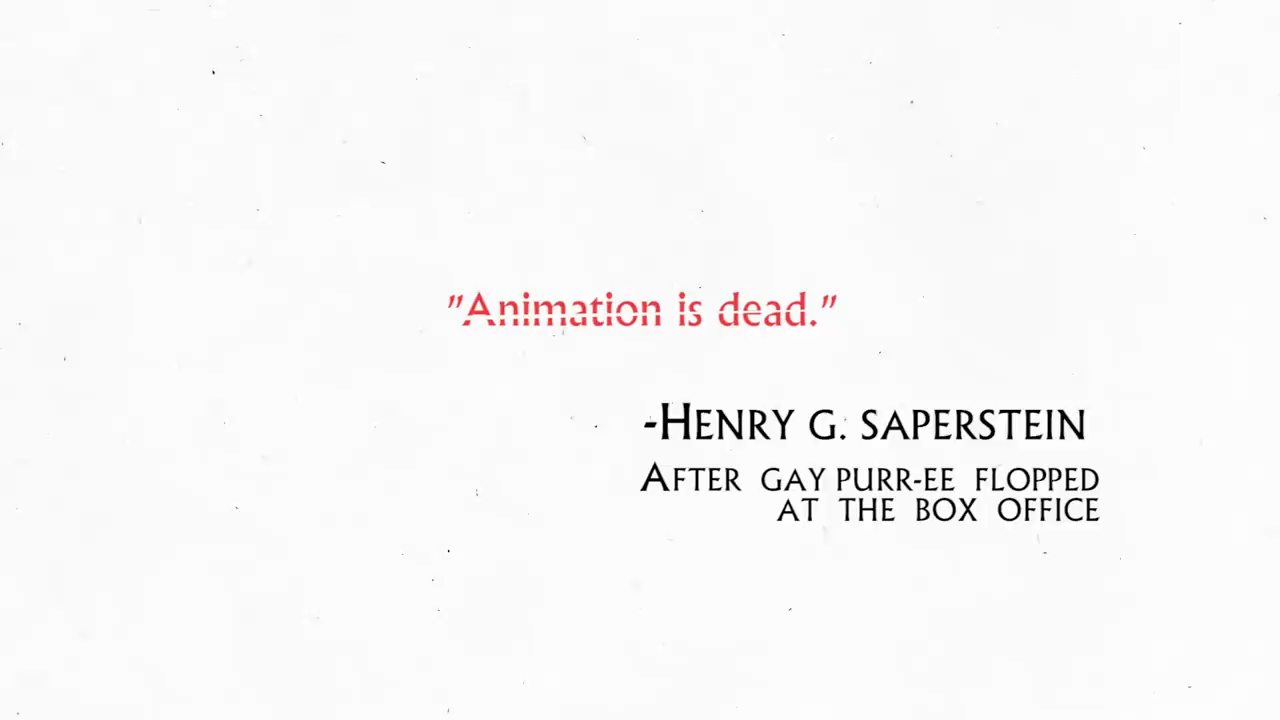 "Animation is dead."
-HENRY G. SAPERSTEIN
AFTER GAY PURR-EE FLOPPED
AT THE BOX OFFICE